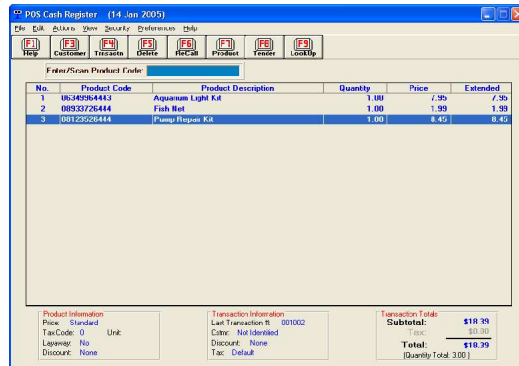 POS Cash Register (14 Jan 2005)
File Edit Actions View Security Preferences Help
F1 F3 F4 F5 F6 F7 F8 F9
Help Customer Trnsactn Delete ReCall Product Tender LookUp
Enter/Scan Product Code:
No. Product Code Product Description Quantity Price Extended
1 06349964443 Aquarium Light Kit 1.00 7.95 7.95
2 08933726444 Fish Net 1.00 1.99 1.99
3 08123526444 Pump Repair Kit 1.00 8.45 8.45
Product Information Transaction Information Transaction Totals
Price: Standard Last Transaction #: 001002 Subtotal: $18.39
Tax Code: 0 Unit: Cstmr: Not Identified Tax: $0.00
Layaway: No Discount: None Total: $18.39
Discount: None Tax: Default (Quantity Total: 3.00 )